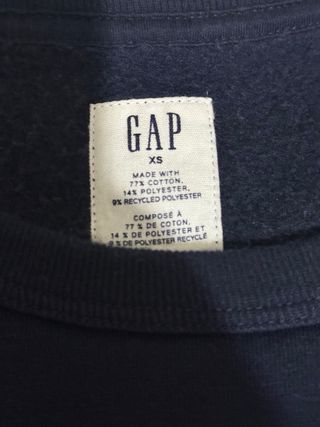 GAP
XS
MADE WITH
77% COTTON,
14% POLYESTER,
9% RECYCLED POLYESTER
COMPOSÉ À
77 % DE COTON,
14 % DE POLYESTER ET
9 % DE POLYESTER RECYCLÉ